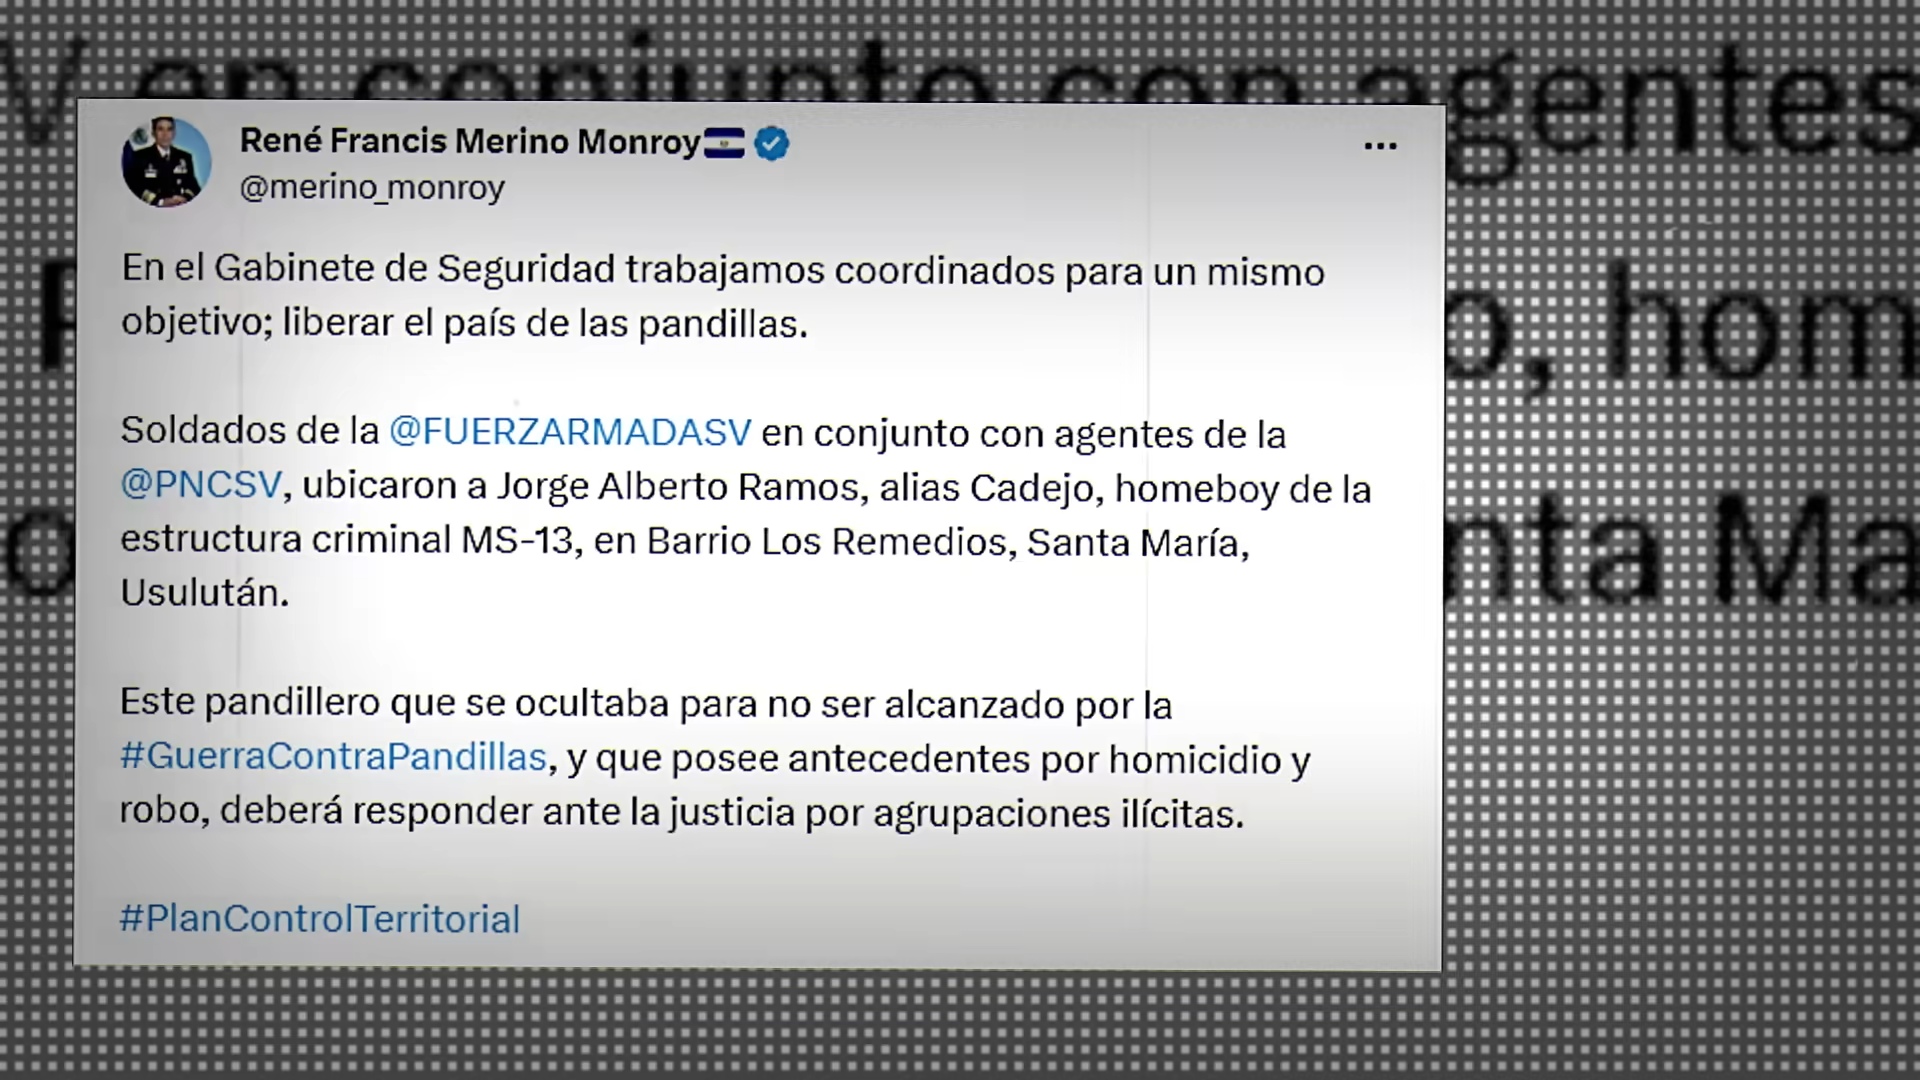 en conjunto con agentes
René Francis Merino Monroy
@merino_monroy
En el Gabinete de Seguridad trabajamos coordinados para un mismo
objetivo; liberar el país de las pandillas.
Soldados de la @FUERZARMADASV en conjunto con agentes de la
@PNCSV, ubicaron a Jorge Alberto Ramos, alias Cadejo, homeboy de la
estructura criminal MS-13, en Barrio Los Remedios, Santa María,
Usulután.
Este pandillero que se ocultaba para no ser alcanzado por la
#GuerraContraPandillas, y que posee antecedentes por homicidio y
robo, deberá responder ante la justicia por agrupaciones ilícitas.
#PlanControlTerritorial